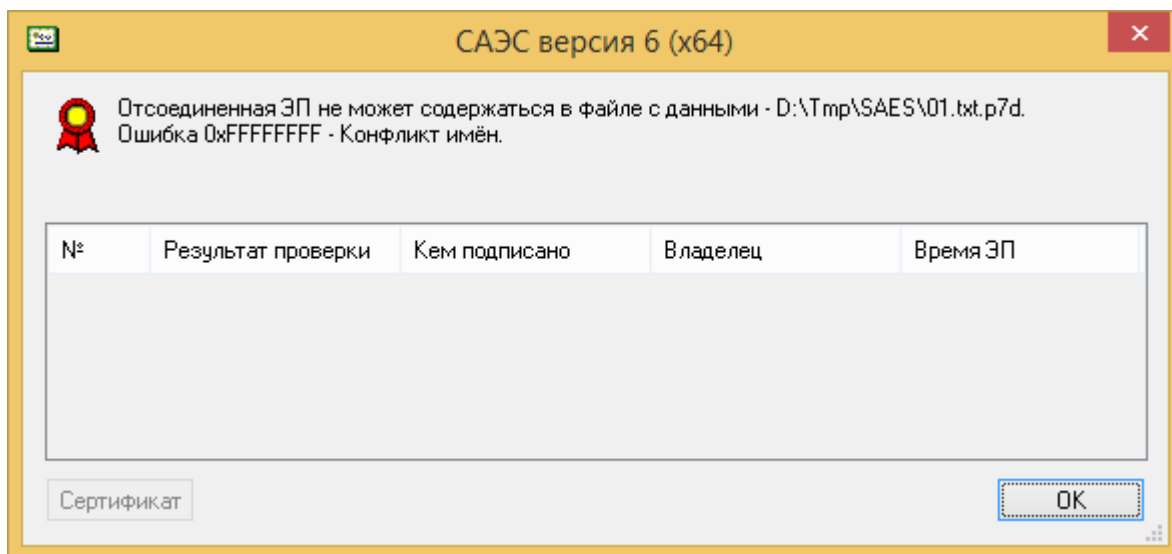 САЭС версия 6 (x64)
Отсоединенная ЭП не может содержаться в файле с данными - D:\Tmp\SAES\01.txt.p7d.
Ошибка 0xFFFFFFFF - Конфликт имён.
№ Результат проверки Кем подписано Владелец Время ЭП
Сертификат OK